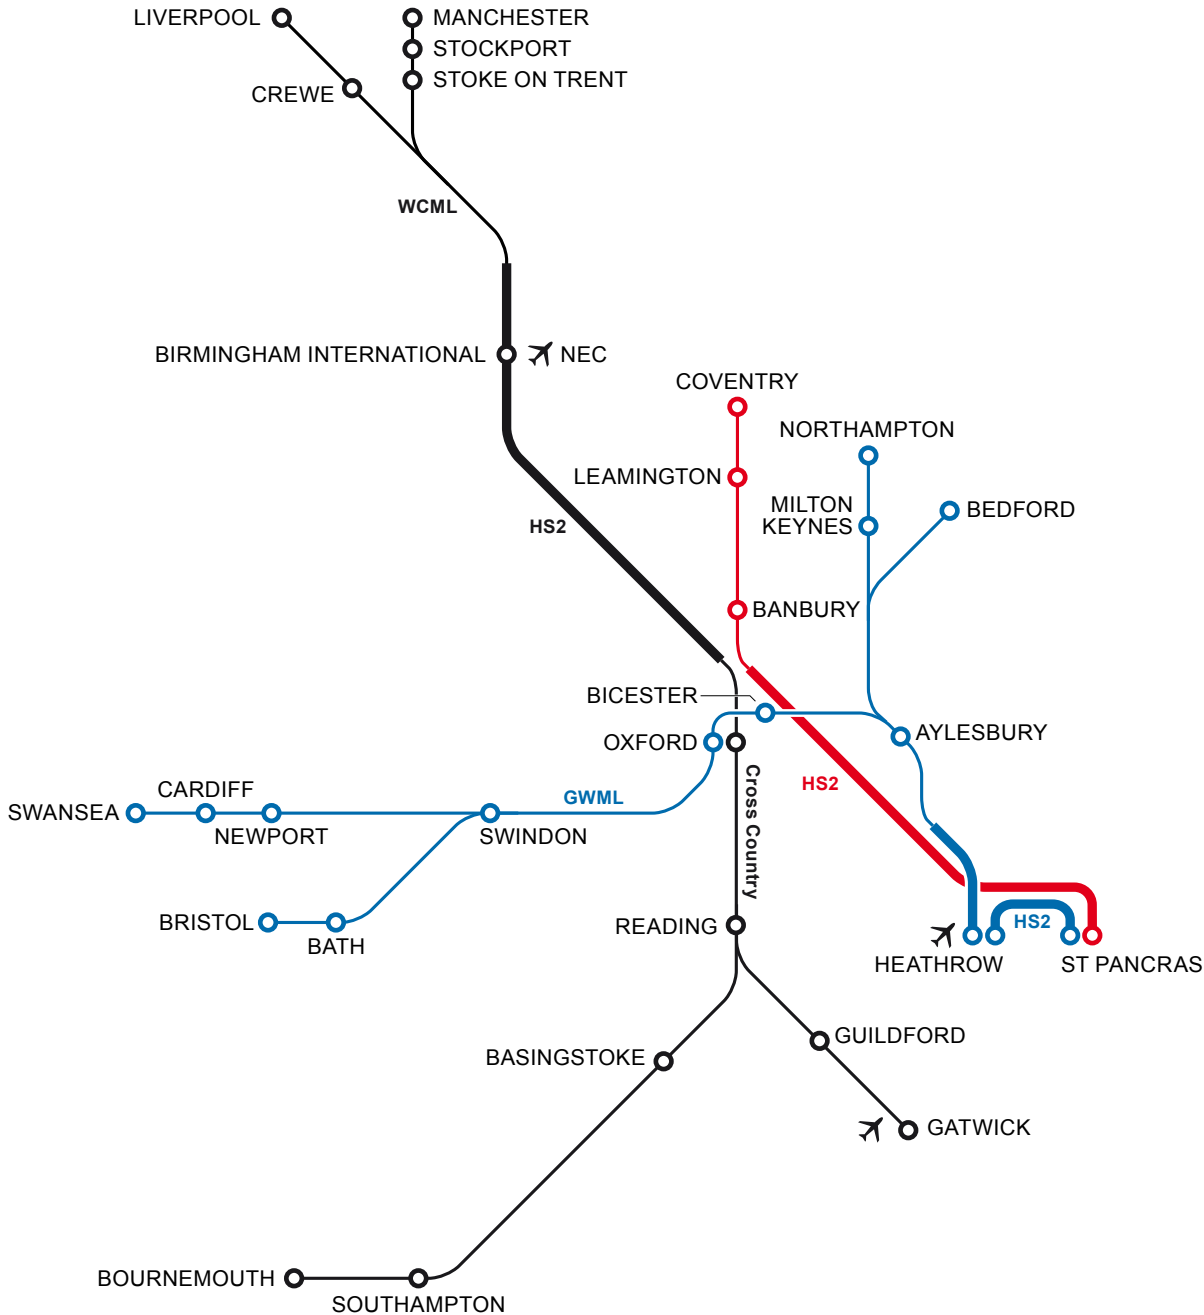 LIVERPOOL
MANCHESTER
STOCKPORT
STOKE ON TRENT
CREWE
WCML
BIRMINGHAM INTERNATIONAL
NEC
COVENTRY
NORTHAMPTON
LEAMINGTON
MILTON
KEYNES
BEDFORD
HS2
BANBURY
BICESTER
OXFORD
AYLESBURY
Cross Country
HS2
CARDIFF
GWML
SWANSEA
NEWPORT
SWINDON
BRISTOL
BATH
READING
HS2
HEATHROW
ST PANCRAS
GUILDFORD
BASINGSTOKE
GATWICK
BOURNEMOUTH
SOUTHAMPTON